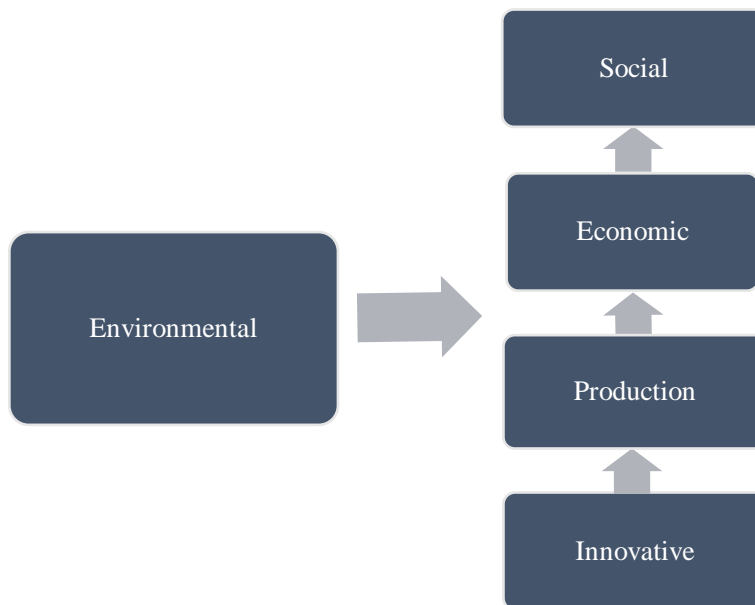 Social
Economic
Environmental
Production
Innovative